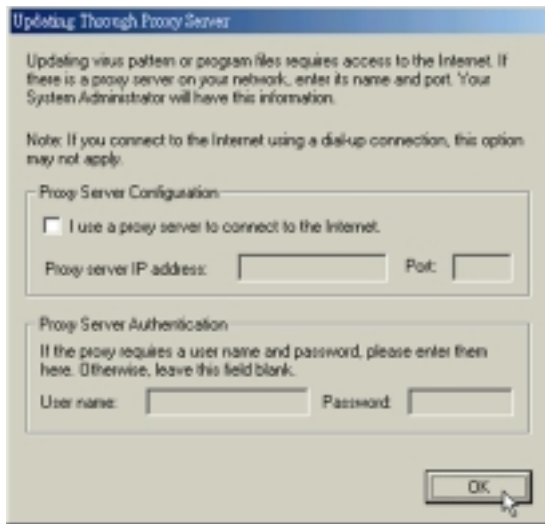 Updating Through Proxy Server
Updating virus pattern or program files requires access to the Internet. If
there is a proxy server on your network, enter its name and port. Your
System Administrator will have this information.
Note: If you connect to the Internet using a dial-up connection, this option
may not apply.
Proxy Server Configuration
I use a proxy server to connect to the Internet.
Proxy server IP address: Port:
Proxy Server Authentication
If the proxy requires a user name and password, please enter them
here. Otherwise, leave this field blank.
User name: Password:
OK